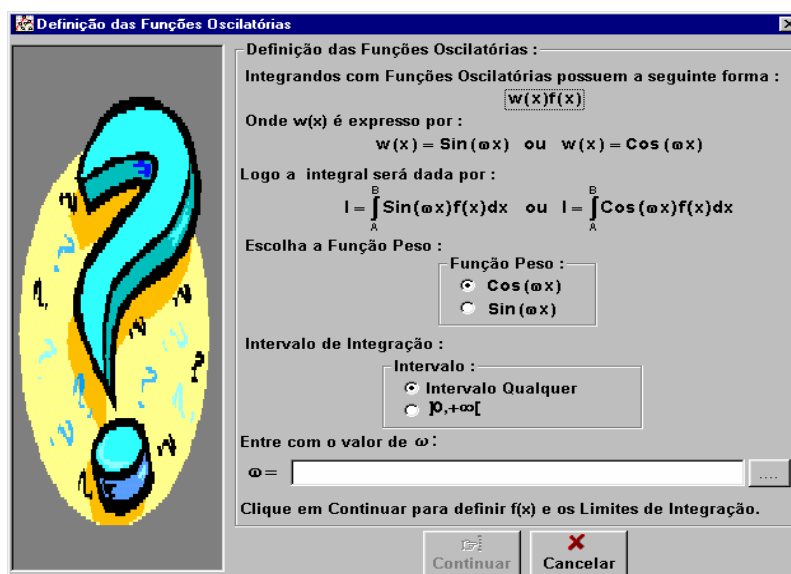 Definição das Funções Oscilatórias
Definição das Funções Oscilatórias :
Integrandos com Funções Oscilatórias possuem a seguinte forma :
w(x)f(x)
Onde w(x) é expresso por :
w(x) = Sin(ωx) ou w(x) = Cos(ωx)
Logo a integral será dada por :
I = ∫_A^B Sin(ωx)f(x)dx ou I = ∫_A^B Cos(ωx)f(x)dx
Escolha a Função Peso :
Função Peso :
Cos(ωx)
Sin(ωx)
Intervalo de Integração :
Intervalo :
Intervalo Qualquer
]0,+∞[
Entre com o valor de ω:
ω= ....
Clique em Continuar para definir f(x) e os Limites de Integração.
Continuar Cancelar